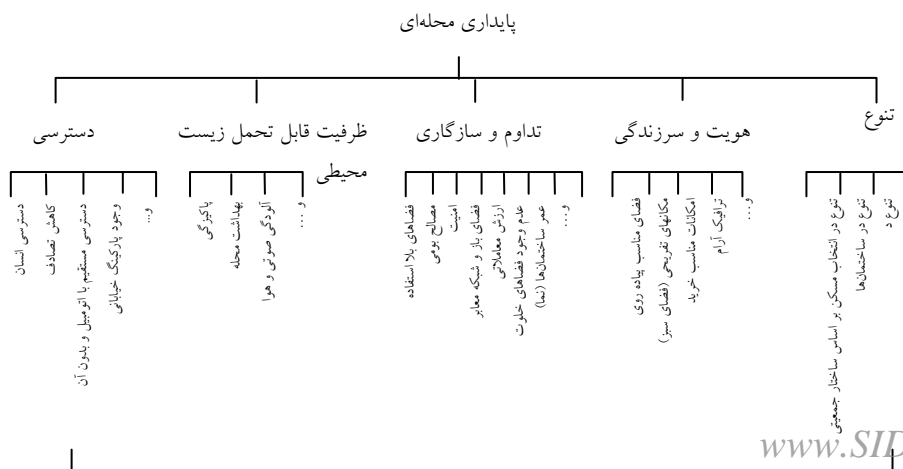 پایداری محله‌ای
تنوع
هویت و سرزندگی
تداوم و سازگاری
ظرفیت قابل تحمل زیست
محیطی
دسترسی
تنوع د
تنوع در ساختمان‌ها
تنوع در انتخاب مسکن بر اساس ساختار جمعیتی
و....
ترافیک آرام
امکانات مناسب خرید
مکانهای تفریحی (فضای سبز)
فضای مناسب پیاده روی
و....
عمر ساختمان‌ها (نما)
عدم وجود فضاهای خلوت
ارزش معاملاتی
فضای باز و شبکه معابر
امنیت
مصالح بومی
فضاهای بلا استفاده
و ....
آلودگی صوتی و هوا
بهداشت محله
پاکیزگی
و...
وجود پارکینگ خیابانی
دسترسی مستقیم با اتومبیل و بدون آن
کاهش تصادف
دسترسی انسان
www.SID